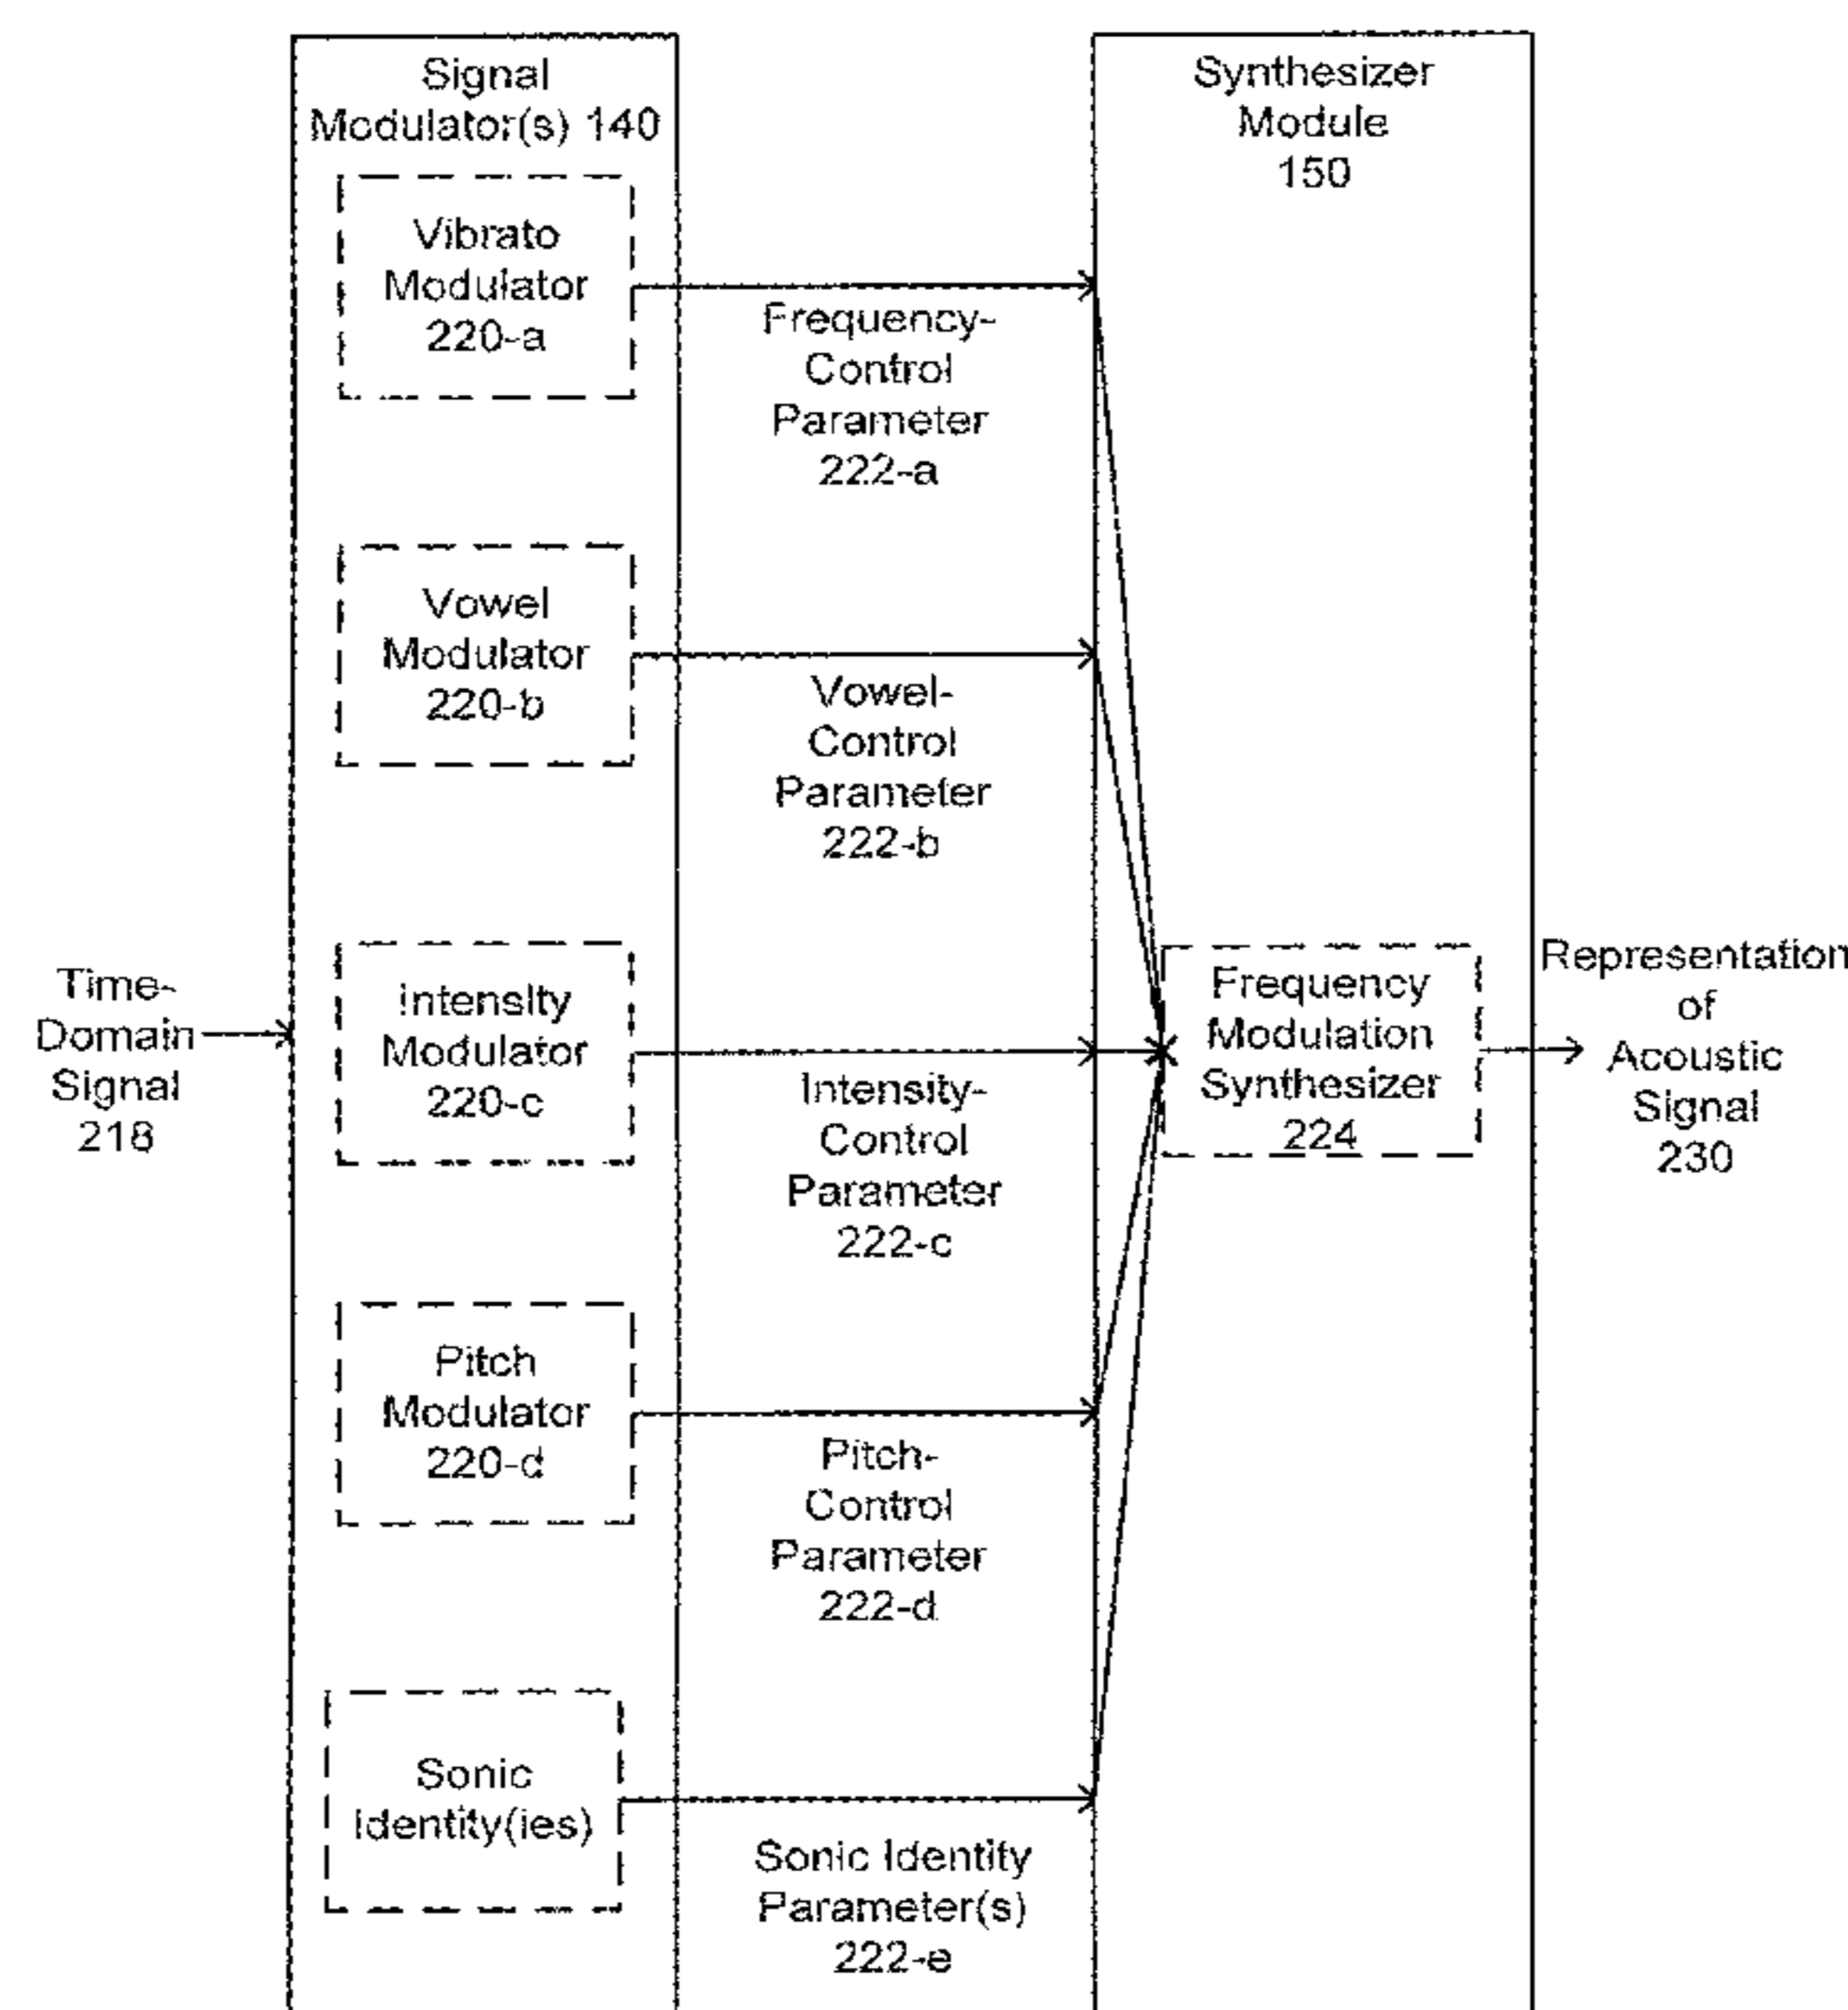 Signal
Modulator(s) 140
Synthesizer
Module
150
Vibrato
Modulator
220-a
Frequency-
Control
Parameter
222-a
Vowel
Modulator
220-b
Vowel-
Control
Parameter
222-b
Time-
Domain
Signal
218
Intensity
Modulator
220-c
Intensity-
Control
Parameter
222-c
Frequency
Modulation
Synthesizer
224
Representation
of
Acoustic
Signal
230
Pitch
Modulator
220-d
Pitch-
Control
Parameter
222-d
Sonic
Identity(ies)
Sonic Identity
Parameter(s)
222-e